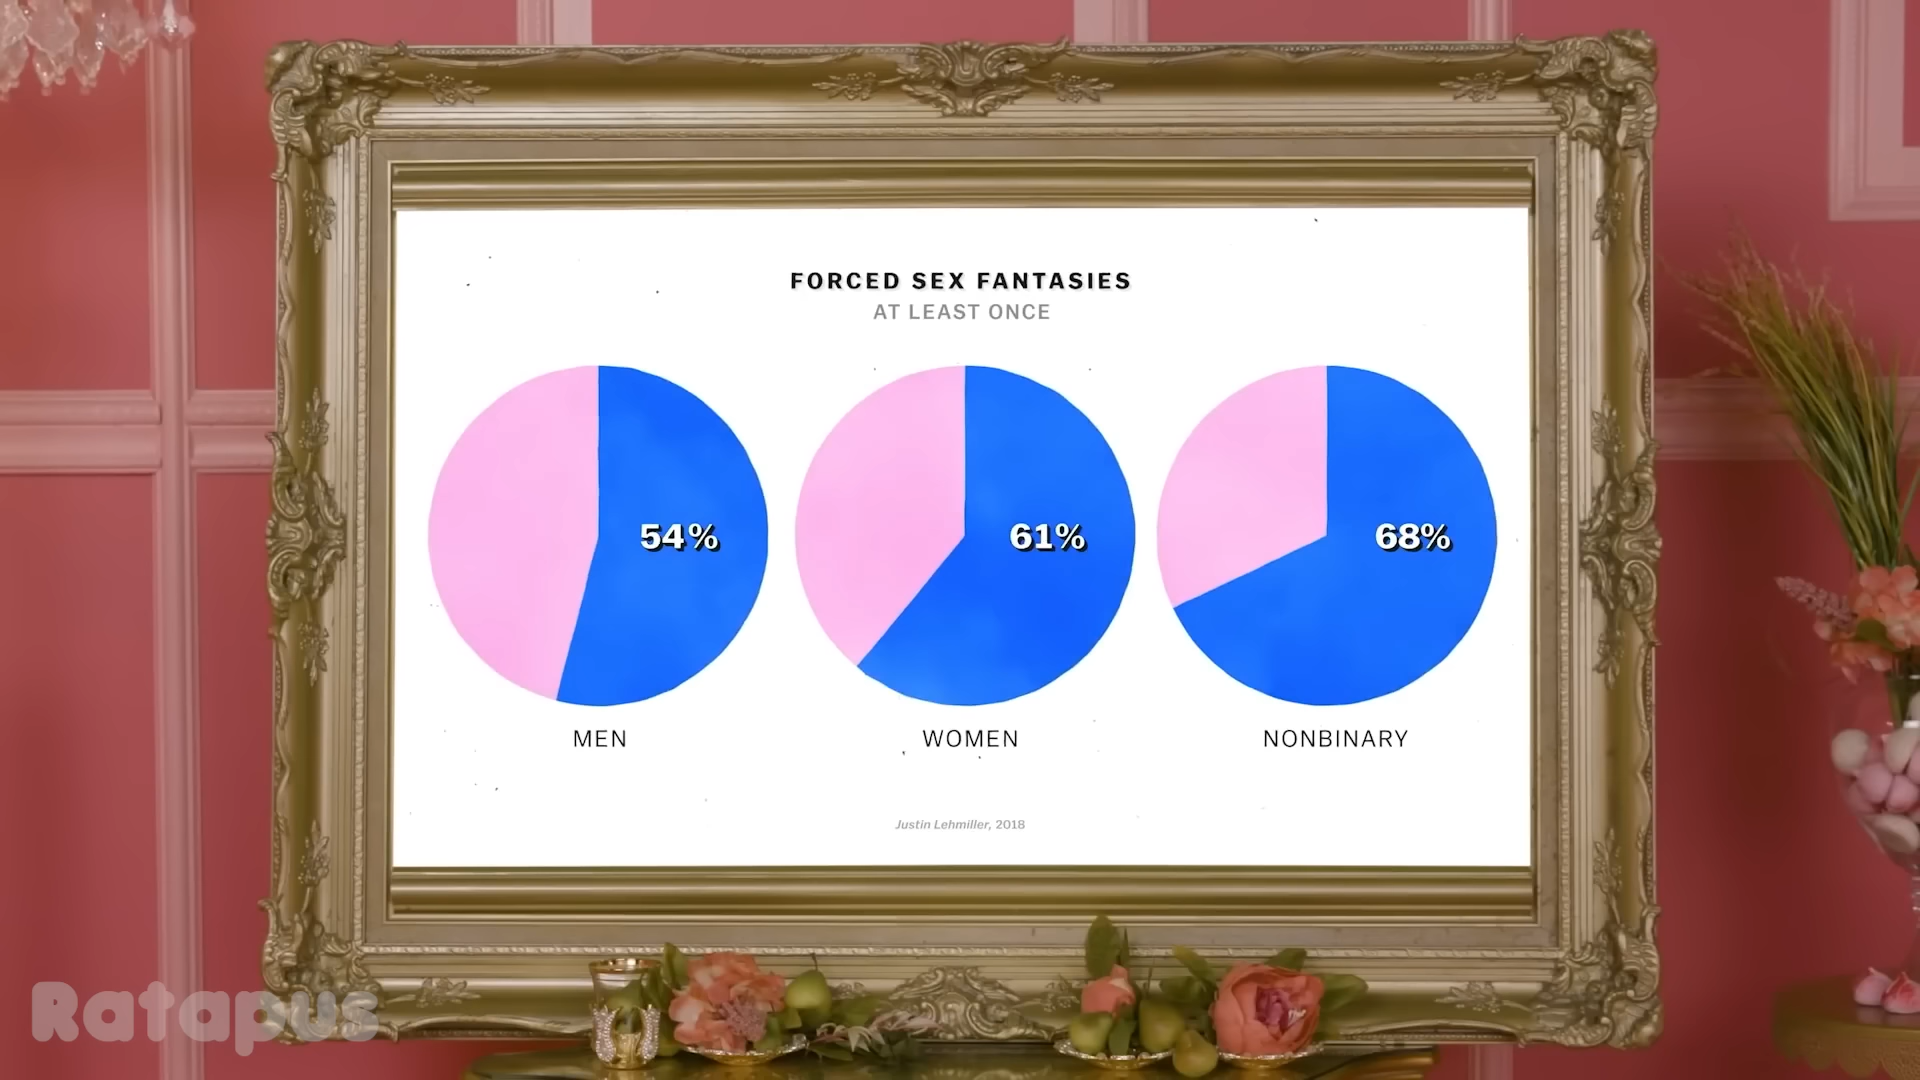 FORCED SEX FANTASIES
AT LEAST ONCE
54%
61%
68%
MEN
WOMEN
NONBINARY
Justin Lehmiller, 2018
Ratapus